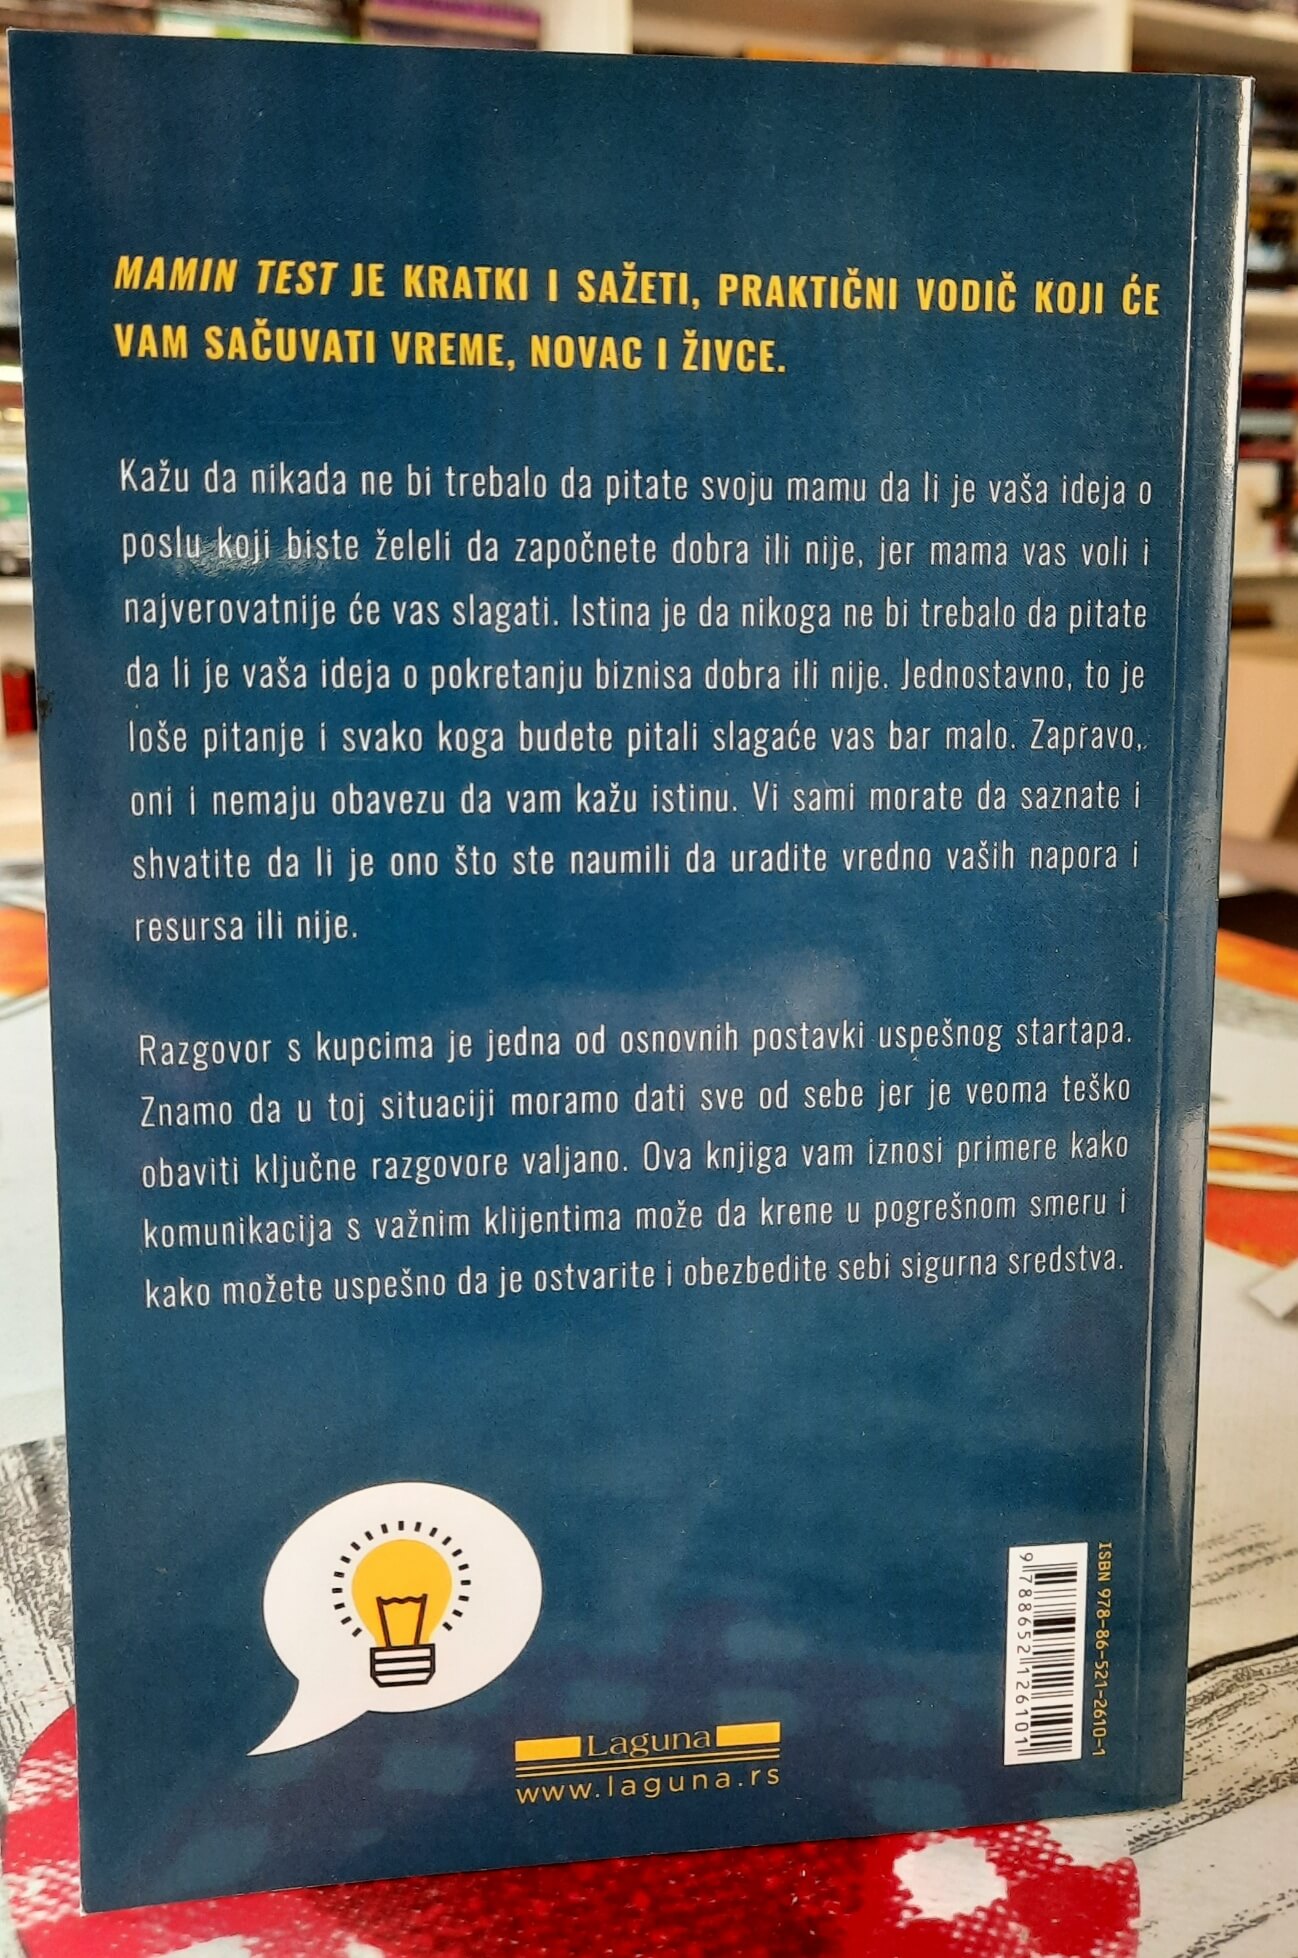 MAMIN TEST JE KRATKI I SAŽETI, PRAKTIČNI VODIČ KOJI ĆE
VAM SAČUVATI VREME, NOVAC I ŽIVCE.
Kažu da nikada ne bi trebalo da pitate svoju mamu da li je vaša ideja o
poslu koji biste želeli da započnete dobra ili nije, jer mama vas voli i
najverovatnije će vas slagati. Istina je da nikoga ne bi trebalo da pitate
da li je vaša ideja o pokretanju biznisa dobra ili nije. Jednostavno, to je
loše pitanje i svako koga budete pitali slagaće vas bar malo. Zapravo,
oni i nemaju obavezu da vam kažu istinu. Vi sami morate da saznate i
shvatite da li je ono što ste naumili da uradite vredno vaših napora i
resursa ili nije.
Razgovor s kupcima je jedna od osnovnih postavki uspešnog startapa.
Znamo da u toj situaciji moramo dati sve od sebe jer je veoma teško
obaviti ključne razgovore valjano. Ova knjiga vam iznosi primere kako
komunikacija s važnim klijentima može da krene u pogrešnom smeru i
kako možete uspešno da je ostvarite i obezbedite sebi sigurna sredstva.
Laguna
www.laguna.rs
ISBN 978-86-521-2610-1
9 788652 126101